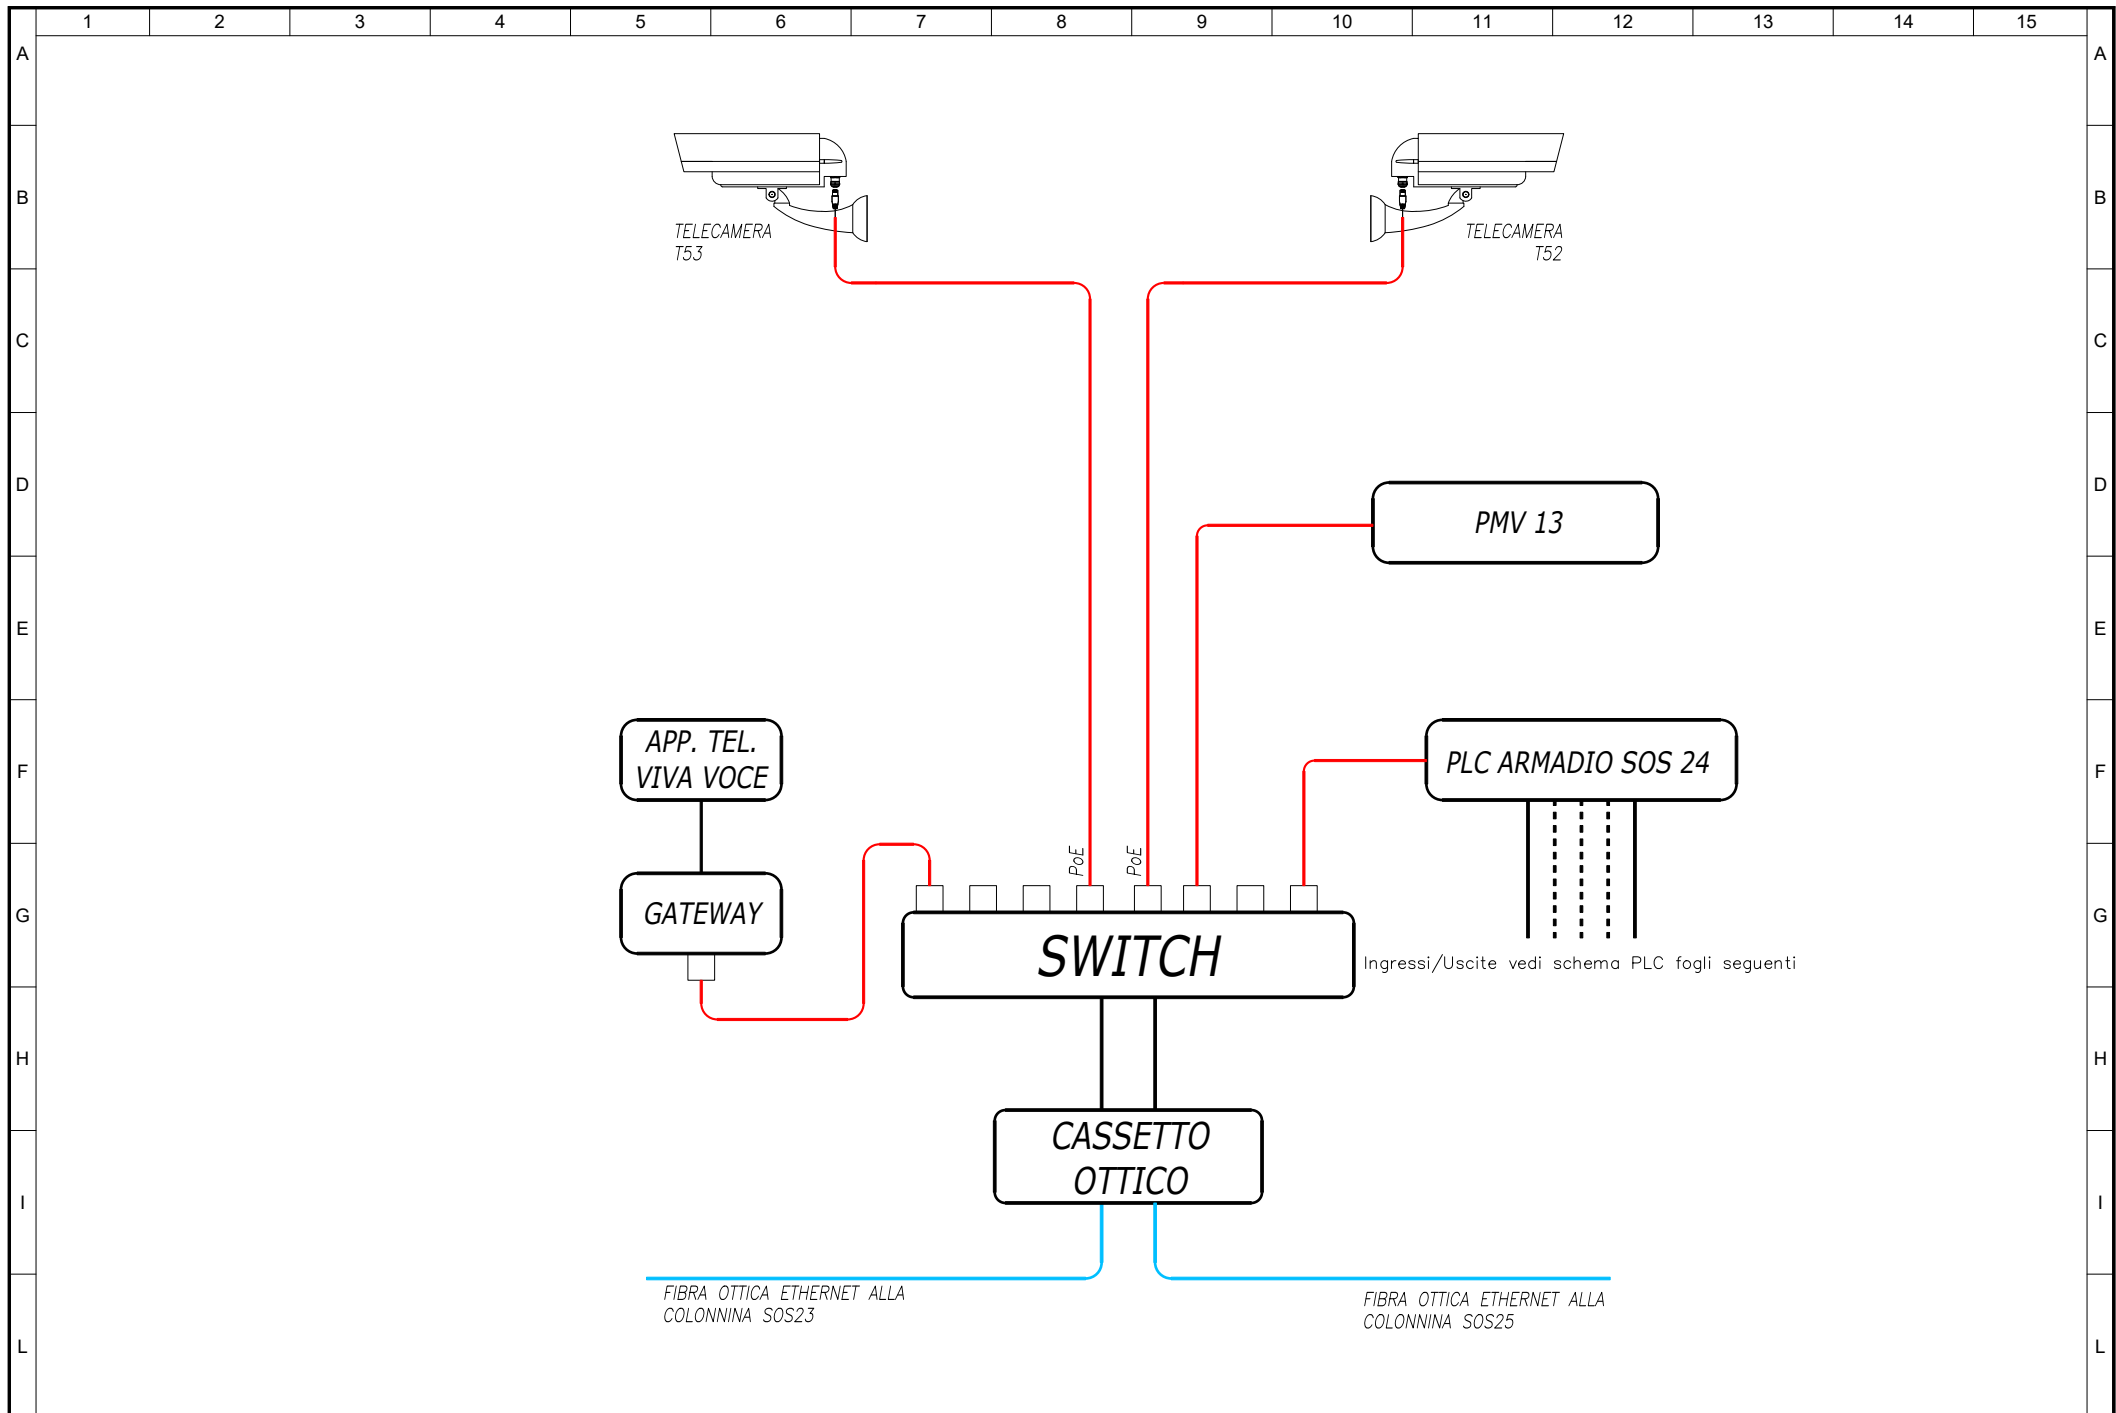 1 2 3 4 5 6 7 8 9 10 11 12 13 14 15
A A
B B
TELECAMERA
T53
TELECAMERA
T52
C C
D D
PMV 13
E E
F F
APP. TEL.
VIVA VOCE
PLC ARMADIO SOS 24
PoE
PoE
G G
GATEWAY
SWITCH
Ingressi/Uscite vedi schema PLC fogli seguenti
H H
CASSETTO
OTTICO
I I
FIBRA OTTICA ETHERNET ALLA
COLONNINA SOS23
FIBRA OTTICA ETHERNET ALLA
COLONNINA SOS25
L L